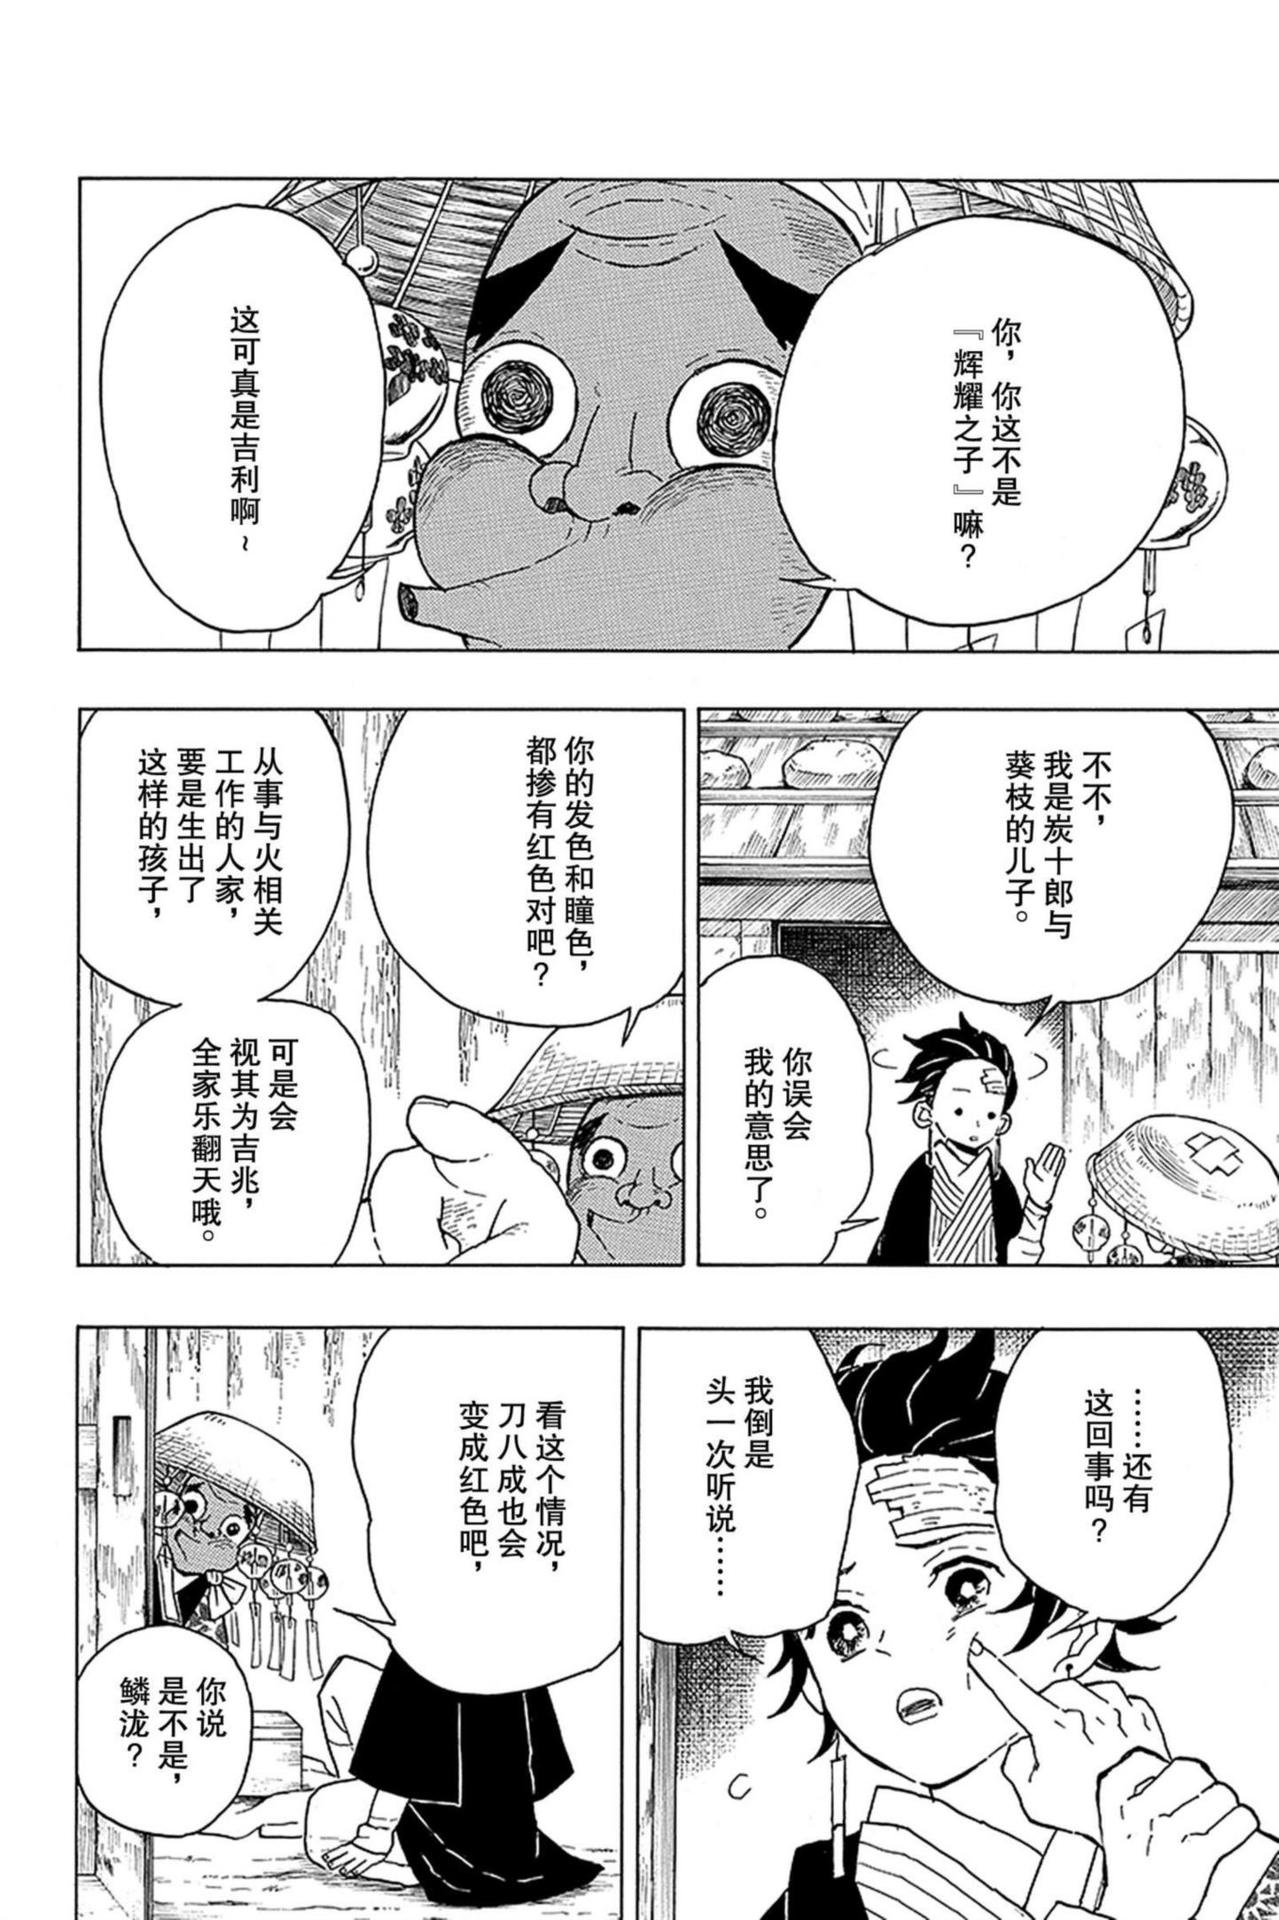 你，你这不是
『辉耀之子』嘛？
这可真是吉利啊~
不不，
我是炭十郎与
葵枝的儿子。
你误会
我的意思了。
你的发色和瞳色，
都掺有红色对吧？
从事与火相关
工作的人家，
要是生出了
这样的孩子，
可是会
视其为吉兆，
全家乐翻天哦。
……还有
这回事吗？
我倒是
头一次听说……
看这个情况，
刀八成也会
变成红色吧，
你说
是不是，
鳞泷？